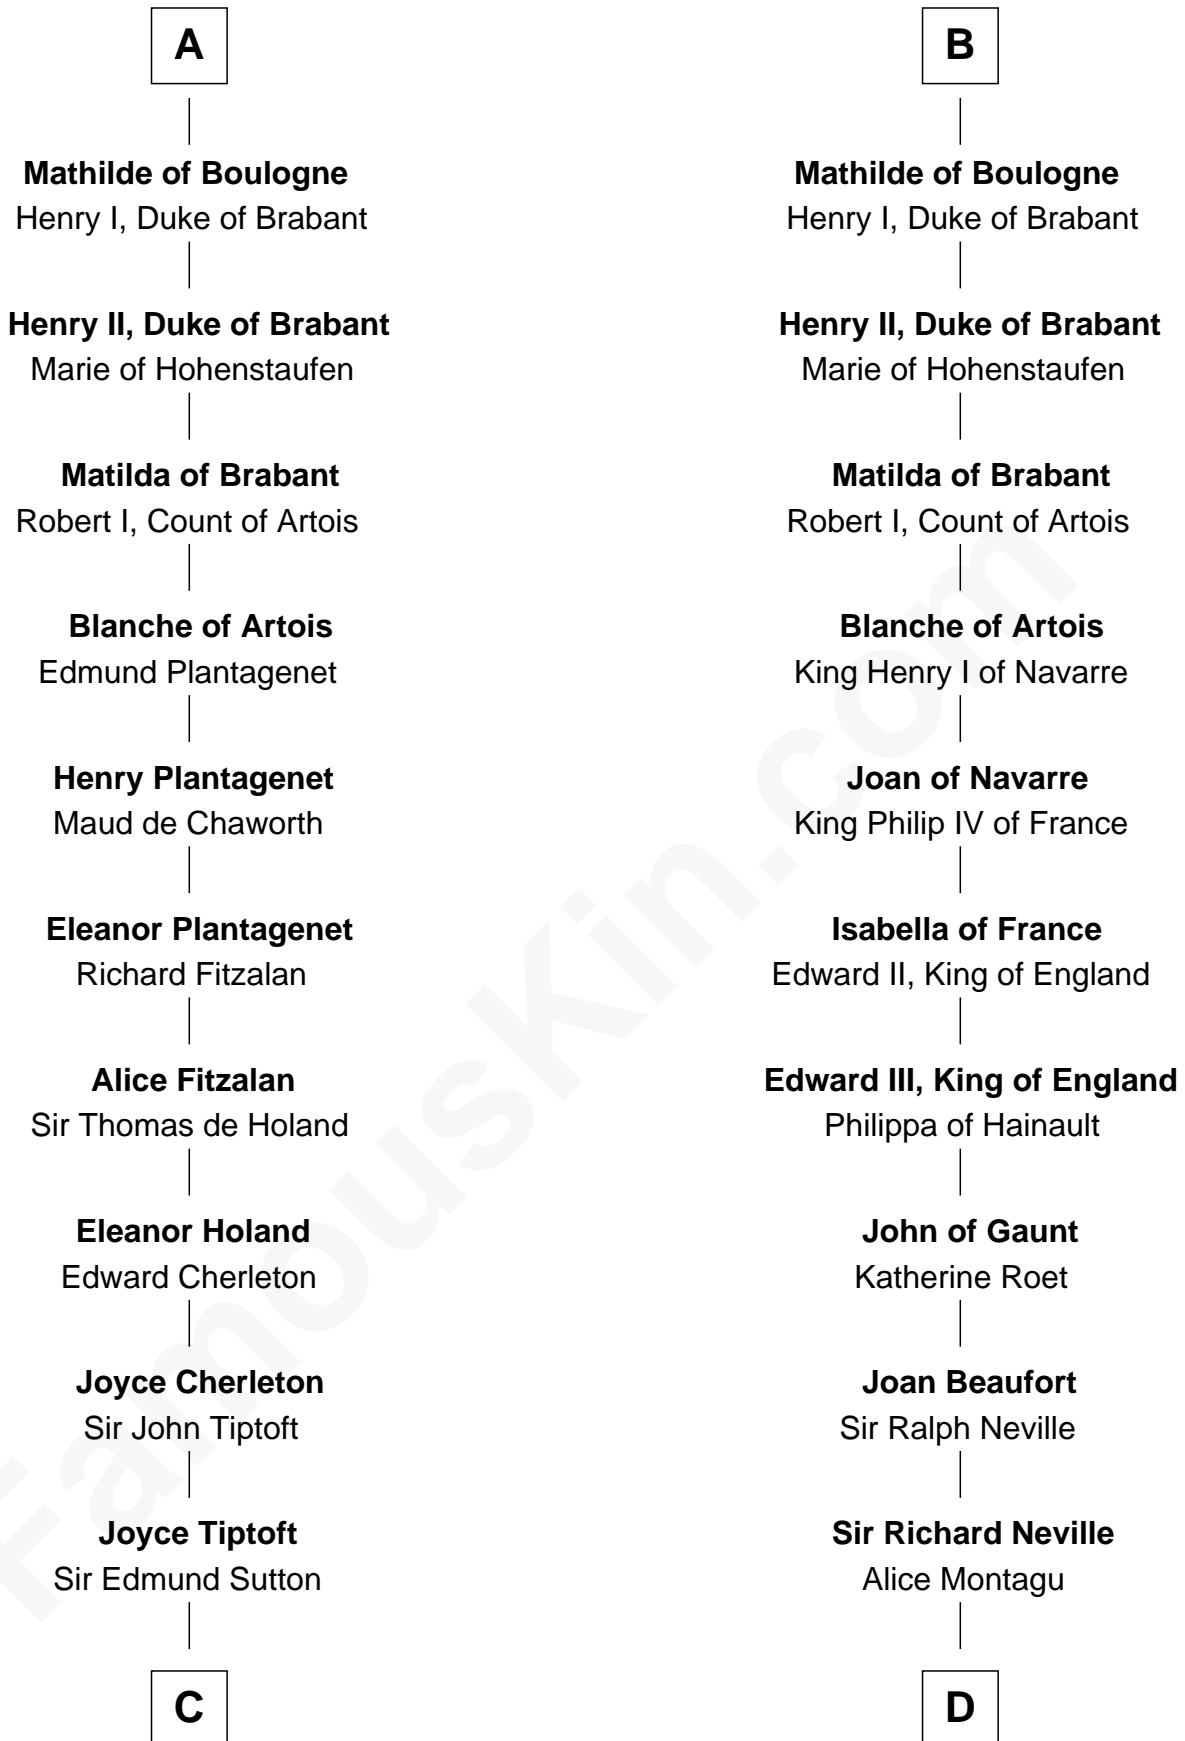 A
Mathilde of Boulogne
Henry I, Duke of Brabant
Henry II, Duke of Brabant
Marie of Hohenstaufen
Matilda of Brabant
Robert I, Count of Artois
Blanche of Artois
Edmund Plantagenet
Henry Plantagenet
Maud de Chaworth
Eleanor Plantagenet
Richard Fitzalan
Alice Fitzalan
Sir Thomas de Holand
Eleanor Holand
Edward Cherleton
Joyce Cherleton
Sir John Tiptoft
Joyce Tiptoft
Sir Edmund Sutton
C
B
Mathilde of Boulogne
Henry I, Duke of Brabant
Henry II, Duke of Brabant
Marie of Hohenstaufen
Matilda of Brabant
Robert I, Count of Artois
Blanche of Artois
King Henry I of Navarre
Joan of Navarre
King Philip IV of France
Isabella of France
Edward II, King of England
Edward III, King of England
Philippa of Hainault
John of Gaunt
Katherine Roet
Joan Beaufort
Sir Ralph Neville
Sir Richard Neville
Alice Montagu
D
FamousKin.com